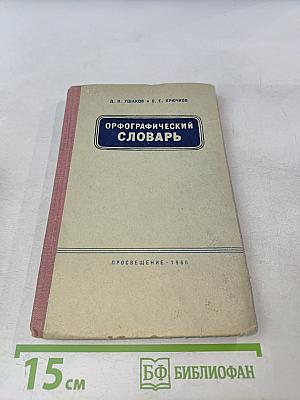 Д. Н. УШАКОВ и С. Е. КРЮЧКОВ
ОРФОГРАФИЧЕСКИЙ
СЛОВАРЬ
ПРОСВЕЩЕНИЕ - 1966
15 см
БФ БИБЛИОФАН